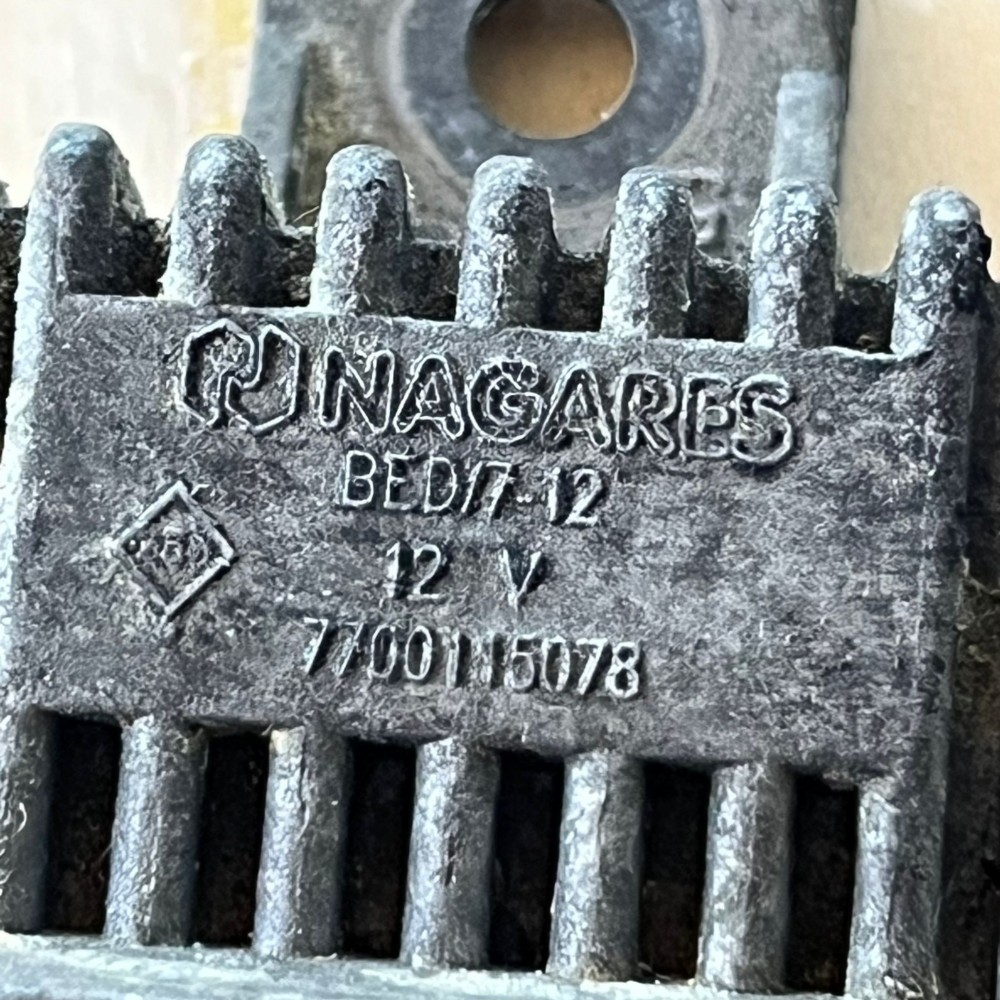 NAGARES
BED/7-12
12 V
7700115078